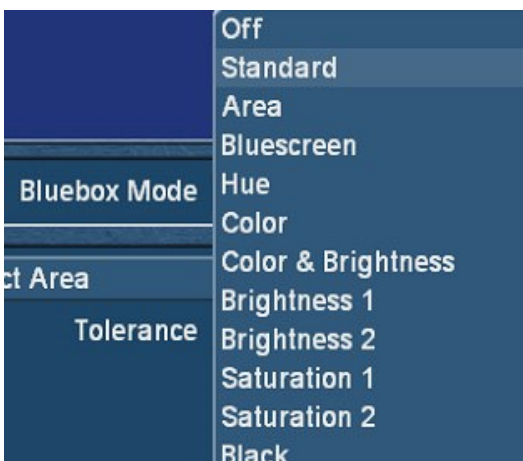 Off
Standard
Area
Bluescreen
Bluebox Mode
Hue
Color
Color & Brightness
ct Area
Brightness 1
Tolerance
Brightness 2
Saturation 1
Saturation 2
Black